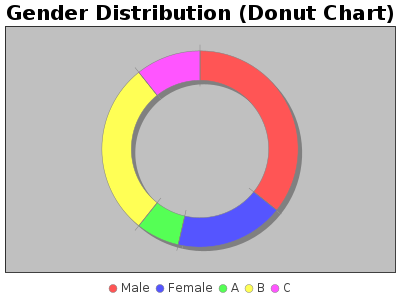 Gender Distribution (Donut Chart)
Male Female A B C